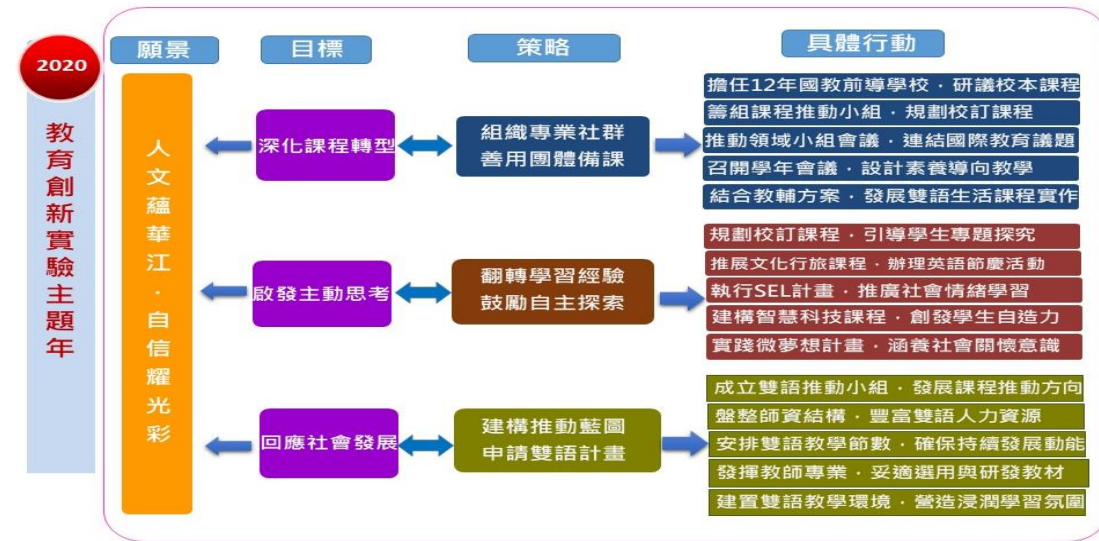 2020
教育創新實驗主題年
願景
目標
策略
具體行動
人文蘊華江·自信耀光彩
深化課程轉型
組織專業社群
善用團體備課
擔任12年國教前導學校·研議校本課程
籌組課程推動小組·規劃校訂課程
推動領域小組會議·連結國際教育議題
召開學年會議·設計素養導向教學
結合教輔方案·發展雙語生活課程實作
啟發主動思考
翻轉學習經驗
鼓勵自主探索
規劃校訂課程·引導學生專題探究
推展文化行旅課程·辦理英語節慶活動
執行SEL計畫·推廣社會情緒學習
建構智慧科技課程·創發學生自造力
實踐微夢想計畫·涵養社會關懷意識
回應社會發展
建構推動藍圖
申請雙語計畫
成立雙語推動小組·發展課程推動方向
盤整師資結構·豐富雙語人力資源
安排雙語教學節數·確保持續發展動能
發揮教師專業·妥適選用與研發教材
建置雙語教學環境·營造浸潤學習氛圍